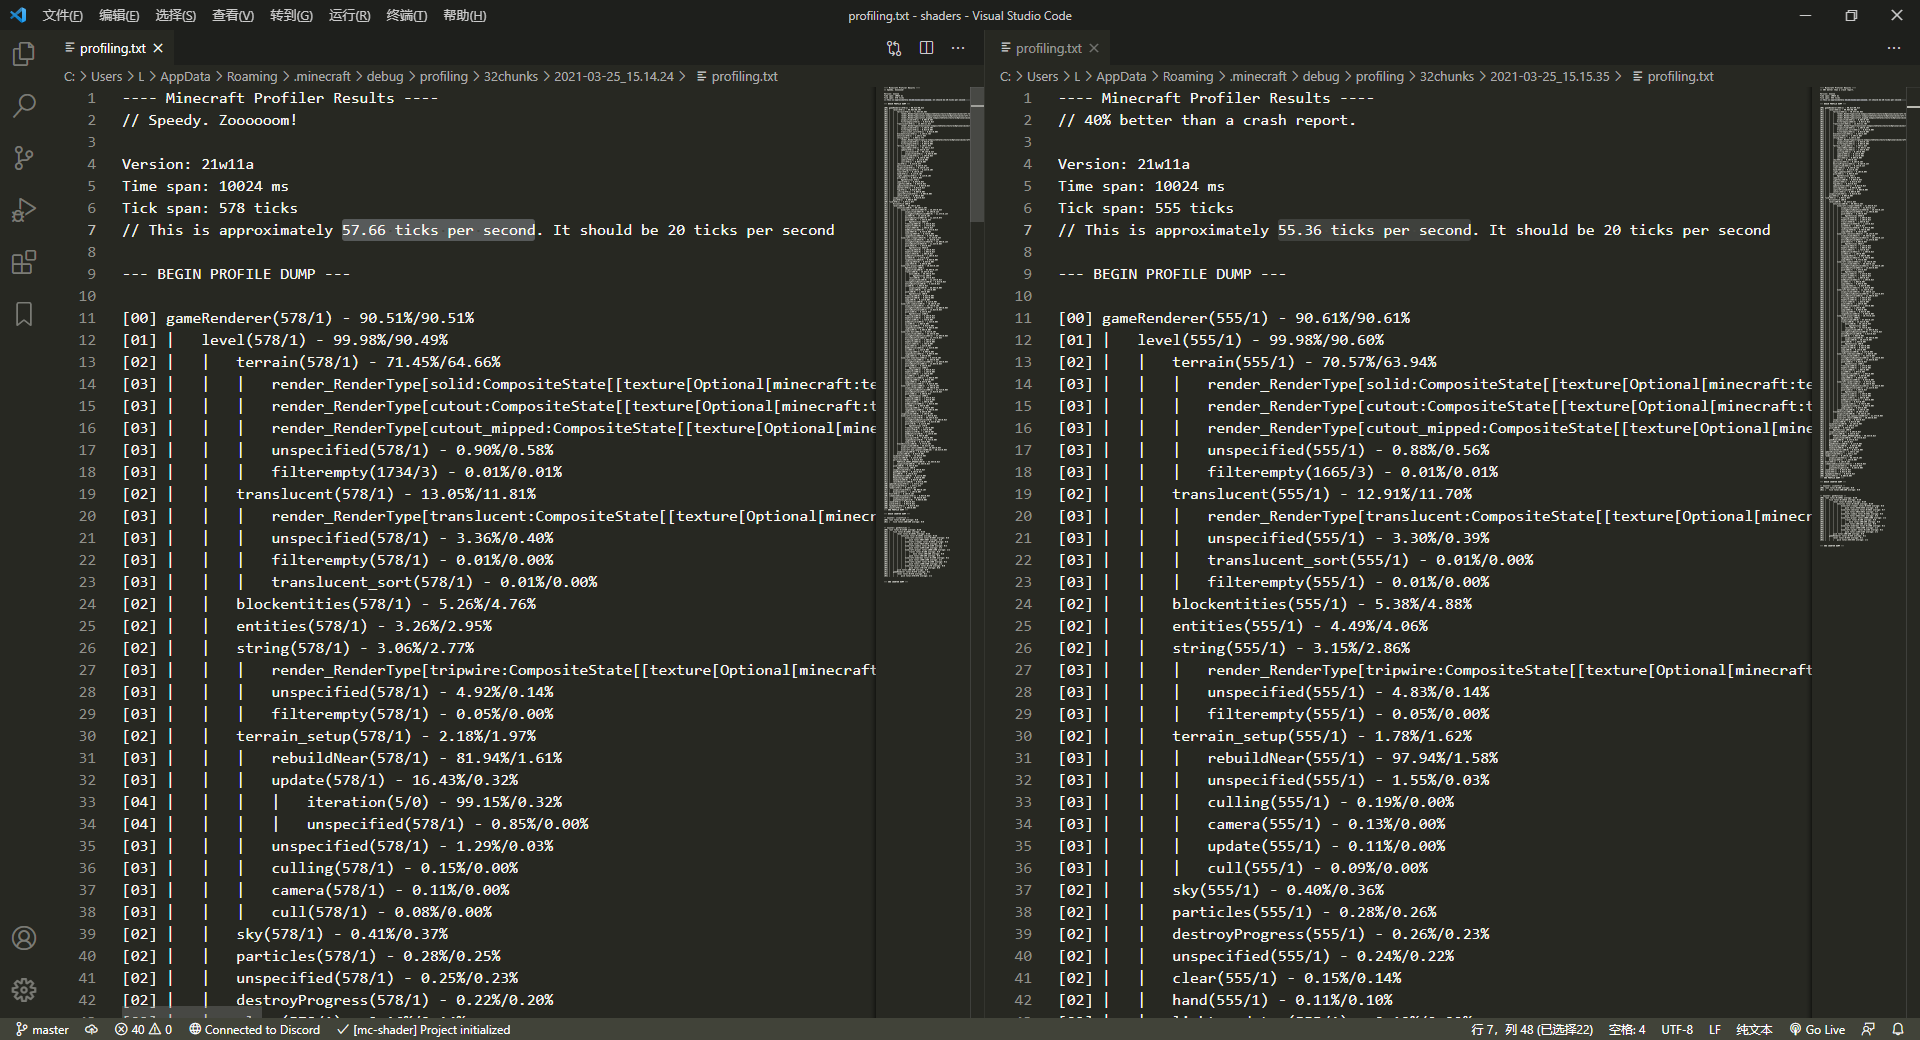 文件(F) 编辑(E) 选择(S) 查看(V) 转到(G) 运行(R) 终端(T) 帮助(H)
profiling.txt - shaders - Visual Studio Code
profiling.txt
C: > Users > L > AppData > Roaming > .minecraft > debug > profiling > 32chunks > 2021-03-25_15.14.24 > profiling.txt
1 ---- Minecraft Profiler Results ----
2 // Speedy. Zoooooom!
3
4 Version: 21w11a
5 Time span: 10024 ms
6 Tick span: 578 ticks
7 // This is approximately 57.66 ticks per second. It should be 20 ticks per second
8
9 --- BEGIN PROFILE DUMP ---
10
11 [00] gameRenderer(578/1) - 90.51%/90.51%
12 [01] | level(578/1) - 99.98%/90.49%
13 [02] | | terrain(578/1) - 71.45%/64.66%
14 [03] | | | render_RenderType[solid:CompositeState[[texture[Optional[minecraft:te
15 [03] | | | render_RenderType[cutout:CompositeState[[texture[Optional[minecraft:t
16 [03] | | | render_RenderType[cutout_mipped:CompositeState[[texture[Optional[mine
17 [03] | | | unspecified(578/1) - 0.90%/0.58%
18 [03] | | | filterempty(1734/3) - 0.01%/0.01%
19 [02] | | translucent(578/1) - 13.05%/11.81%
20 [03] | | | render_RenderType[translucent:CompositeState[[texture[Optional[minecr
21 [03] | | | unspecified(578/1) - 3.36%/0.40%
22 [03] | | | filterempty(578/1) - 0.01%/0.00%
23 [03] | | | translucent_sort(578/1) - 0.01%/0.00%
24 [02] | | blockentities(578/1) - 5.26%/4.76%
25 [02] | | entities(578/1) - 3.26%/2.95%
26 [02] | | string(578/1) - 3.06%/2.77%
27 [03] | | | render_RenderType[tripwire:CompositeState[[texture[Optional[minecraft
28 [03] | | | unspecified(578/1) - 4.92%/0.14%
29 [03] | | | filterempty(578/1) - 0.05%/0.00%
30 [02] | | terrain_setup(578/1) - 2.18%/1.97%
31 [03] | | | rebuildNear(578/1) - 81.94%/1.61%
32 [03] | | | update(578/1) - 16.43%/0.32%
33 [04] | | | | iteration(5/0) - 99.15%/0.32%
34 [04] | | | | unspecified(578/1) - 0.85%/0.00%
35 [03] | | | unspecified(578/1) - 1.29%/0.03%
36 [03] | | | culling(578/1) - 0.15%/0.00%
37 [03] | | | camera(578/1) - 0.11%/0.00%
38 [03] | | | cull(578/1) - 0.08%/0.00%
39 [02] | | sky(578/1) - 0.41%/0.37%
40 [02] | | particles(578/1) - 0.28%/0.25%
41 [02] | | unspecified(578/1) - 0.25%/0.23%
42 [02] | | destroyProgress(578/1) - 0.22%/0.20%
profiling.txt
C: > Users > L > AppData > Roaming > .minecraft > debug > profiling > 32chunks > 2021-03-25_15.15.35 > profiling.txt
1 ---- Minecraft Profiler Results ----
2 // 40% better than a crash report.
3
4 Version: 21w11a
5 Time span: 10024 ms
6 Tick span: 555 ticks
7 // This is approximately 55.36 ticks per second. It should be 20 ticks per second
8
9 --- BEGIN PROFILE DUMP ---
10
11 [00] gameRenderer(555/1) - 90.61%/90.61%
12 [01] | level(555/1) - 99.98%/90.60%
13 [02] | | terrain(555/1) - 70.57%/63.94%
14 [03] | | | render_RenderType[solid:CompositeState[[texture[Optional[minecraft:te
15 [03] | | | render_RenderType[cutout:CompositeState[[texture[Optional[minecraft:t
16 [03] | | | render_RenderType[cutout_mipped:CompositeState[[texture[Optional[mine
17 [03] | | | unspecified(555/1) - 0.88%/0.56%
18 [03] | | | filterempty(1665/3) - 0.01%/0.01%
19 [02] | | translucent(555/1) - 12.91%/11.70%
20 [03] | | | render_RenderType[translucent:CompositeState[[texture[Optional[minecr
21 [03] | | | unspecified(555/1) - 3.30%/0.39%
22 [03] | | | translucent_sort(555/1) - 0.01%/0.00%
23 [03] | | | filterempty(555/1) - 0.01%/0.00%
24 [02] | | blockentities(555/1) - 5.38%/4.88%
25 [02] | | entities(555/1) - 4.49%/4.06%
26 [02] | | string(555/1) - 3.15%/2.86%
27 [03] | | | render_RenderType[tripwire:CompositeState[[texture[Optional[minecraft
28 [03] | | | unspecified(555/1) - 4.83%/0.14%
29 [03] | | | filterempty(555/1) - 0.05%/0.00%
30 [02] | | terrain_setup(555/1) - 1.78%/1.62%
31 [03] | | | rebuildNear(555/1) - 97.94%/1.58%
32 [03] | | | unspecified(555/1) - 1.55%/0.03%
33 [03] | | | culling(555/1) - 0.19%/0.00%
34 [03] | | | camera(555/1) - 0.13%/0.00%
35 [03] | | | update(555/1) - 0.11%/0.00%
36 [03] | | | cull(555/1) - 0.09%/0.00%
37 [02] | | sky(555/1) - 0.40%/0.36%
38 [02] | | particles(555/1) - 0.28%/0.26%
39 [02] | | destroyProgress(555/1) - 0.26%/0.23%
40 [02] | | unspecified(555/1) - 0.24%/0.22%
41 [02] | | clear(555/1) - 0.15%/0.14%
42 [02] | | hand(555/1) - 0.11%/0.10%
master 40 0 Connected to Discord [mc-shader] Project initialized
行 7，列 48 (已选择22) 空格: 4 UTF-8 LF 纯文本 Go Live